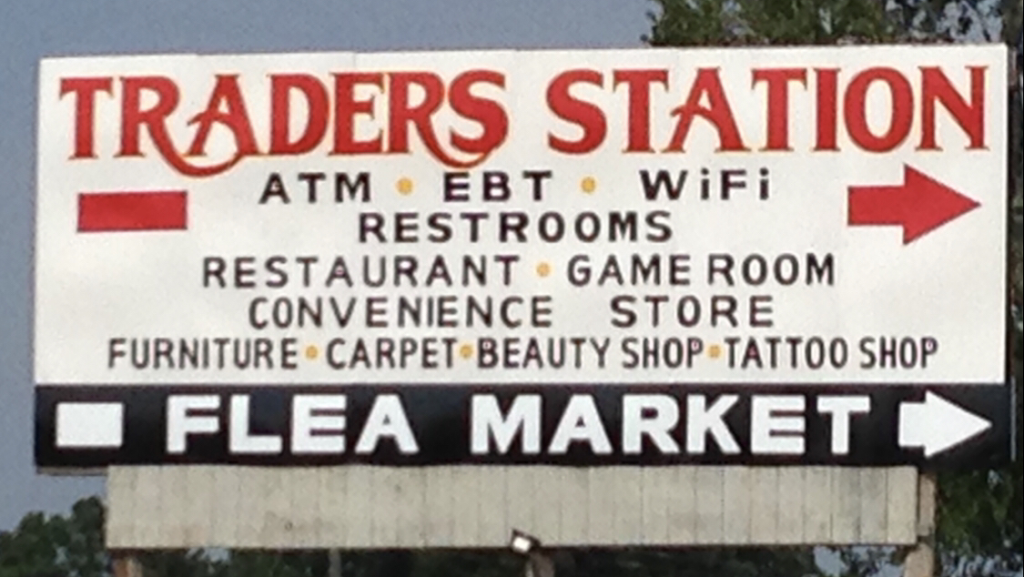 TRADERS STATION
ATM • EBT • WiFi
RESTROOMS
RESTAURANT • GAME ROOM
CONVENIENCE STORE
FURNITURE • CARPET • BEAUTY SHOP • TATTOO SHOP
FLEA MARKET